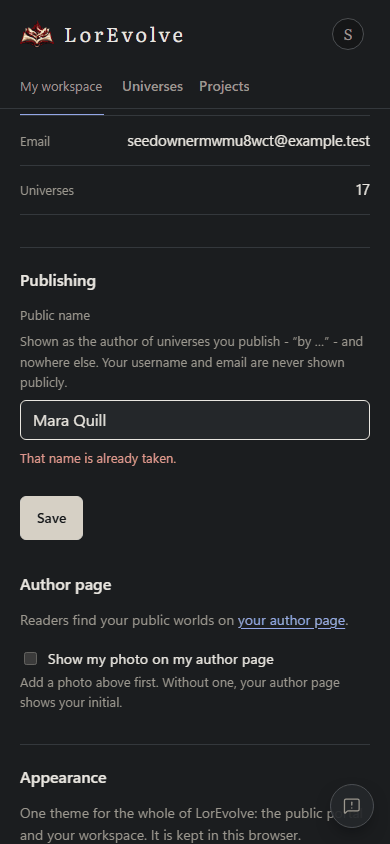 LorEvolve
S
My workspace
Universes
Projects
Email
seedownermwmu8wct@example.test
Universes
17
Publishing
Public name
Shown as the author of universes you publish - “by ...” - and
nowhere else. Your username and email are never shown
publicly.
Mara Quill
That name is already taken.
Save
Author page
Readers find your public worlds on your author page.
Show my photo on my author page
Add a photo above first. Without one, your author page
shows your initial.
Appearance
One theme for the whole of LorEvolve: the public
and your workspace. It is kept in this browser.